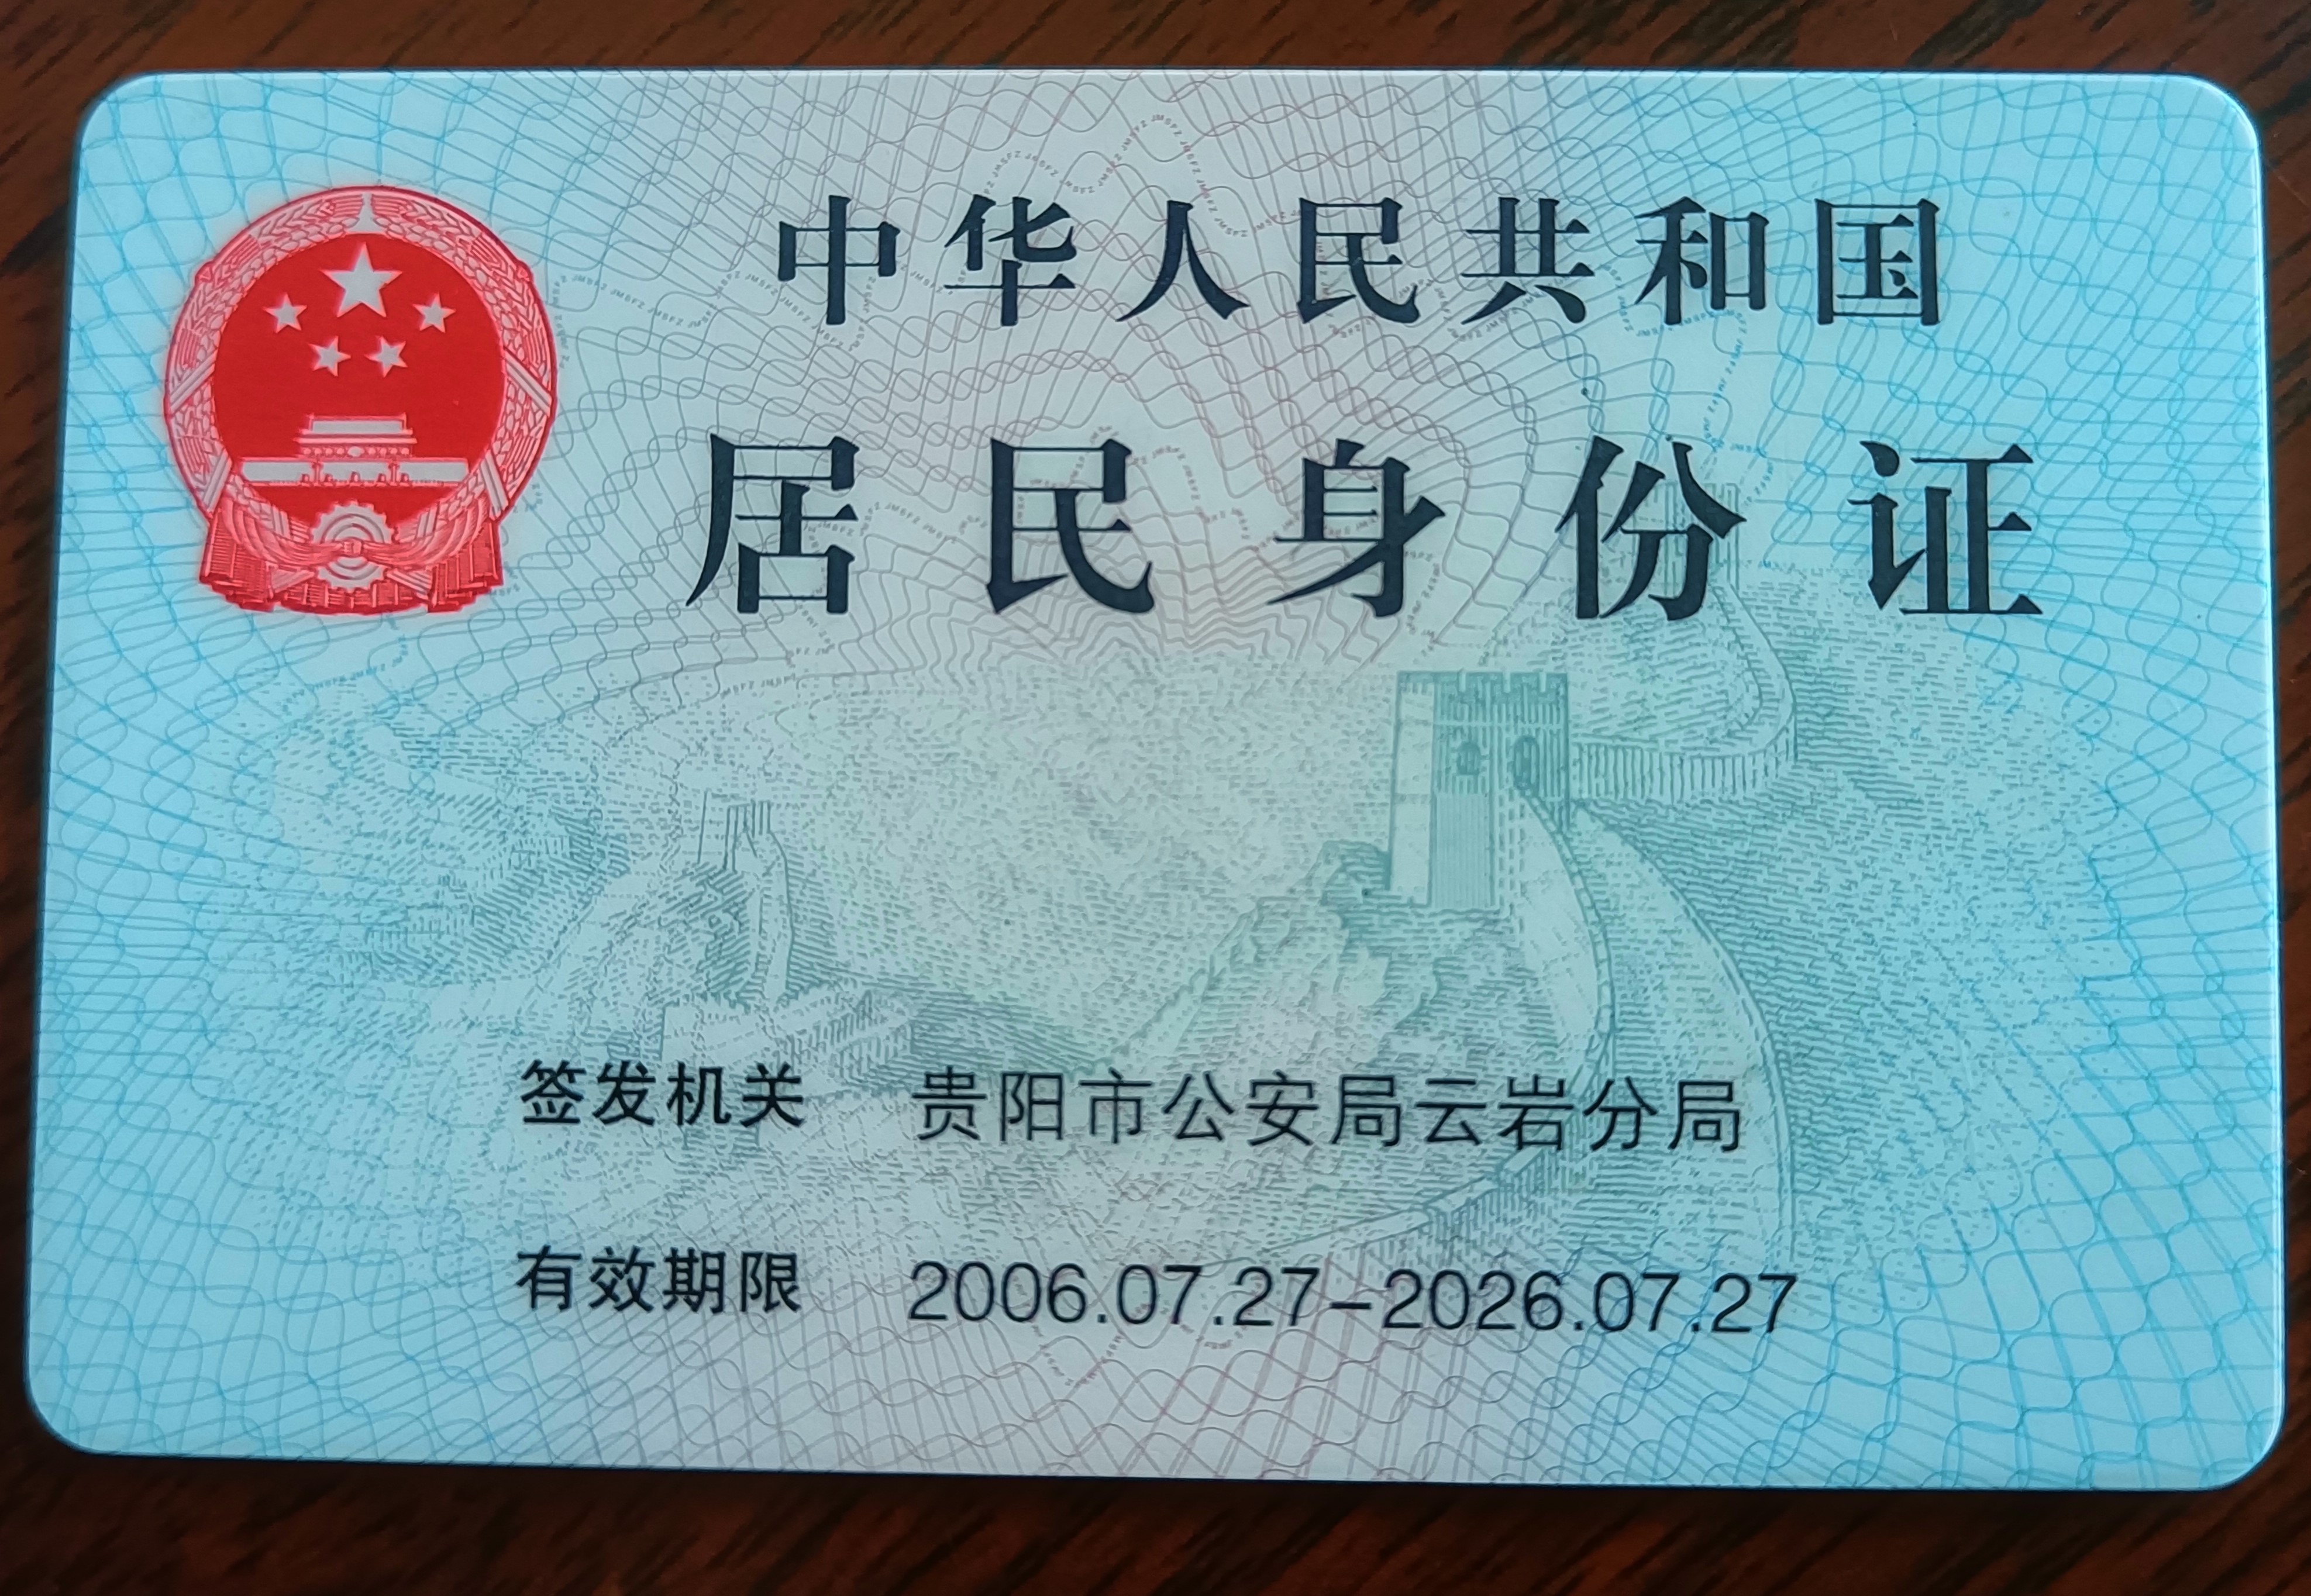 中华人民共和国
居民身份证
签发机关 贵阳市公安局云岩分局
有效期限 2006.07.27-2026.07.27